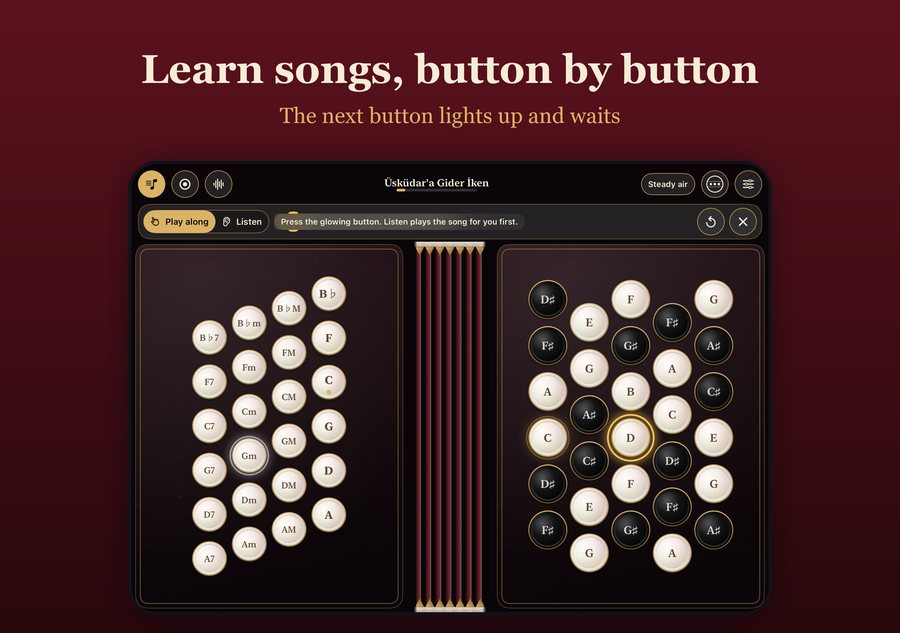 Learn songs, button by button
The next button lights up and waits
Üsküdar'a Gider İken
Steady air
Play along
Listen
Press the glowing button. Listen plays the song for you first.
B♭7
F7
C7
G7
D7
A7
B♭m
Fm
Cm
Gm
Dm
Am
B♭M
FM
CM
GM
DM
AM
B♭
F
C
G
D
A
D♯
F♯
A
C
D♯
F♯
E
G
A♯
C♯
E
G
F
G♯
B
D
F
G♯
F♯
A
C
D♯
F♯
A
G
A♯
C♯
E
G
A♯